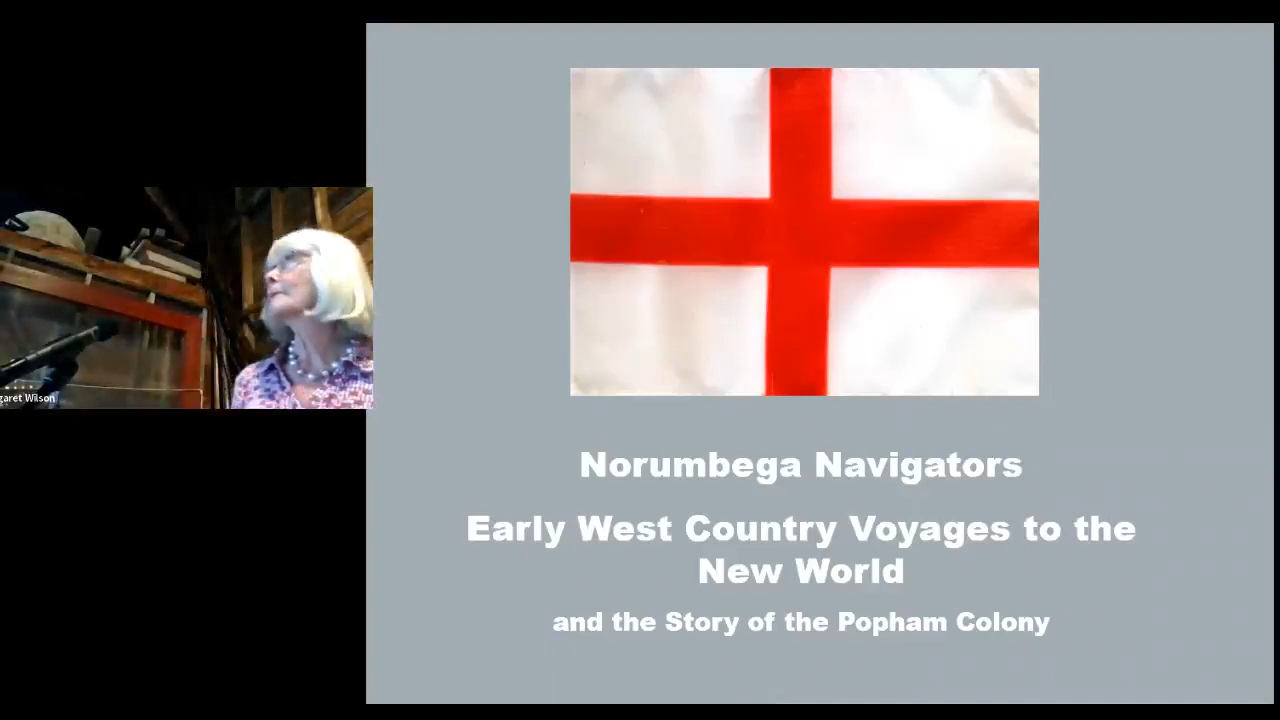 garet Wilson
Norumbega Navigators
Early West Country Voyages to the
New World
and the Story of the Popham Colony